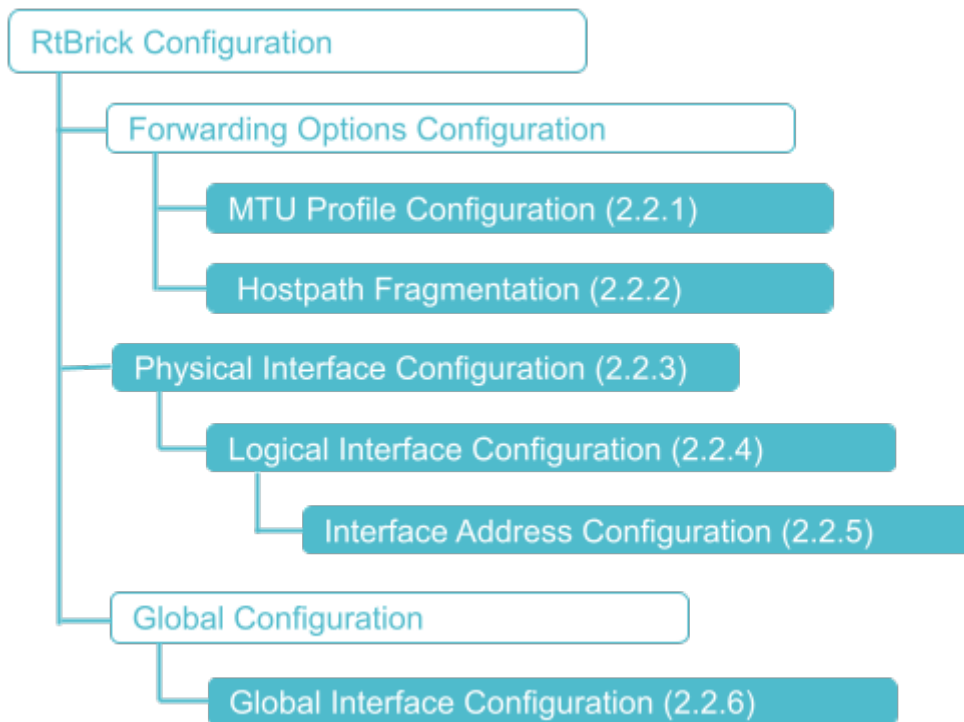 RtBrick Configuration
Forwarding Options Configuration
MTU Profile Configuration (2.2.1)
Hostpath Fragmentation (2.2.2)
Physical Interface Configuration (2.2.3)
Logical Interface Configuration (2.2.4)
Interface Address Configuration (2.2.5)
Global Configuration
Global Interface Configuration (2.2.6)